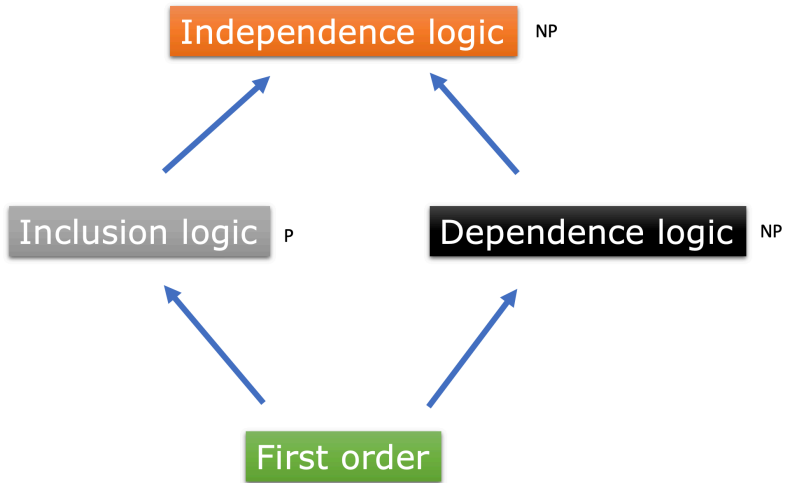 Independence logic
NP
Inclusion logic
P
Dependence logic
NP
First order